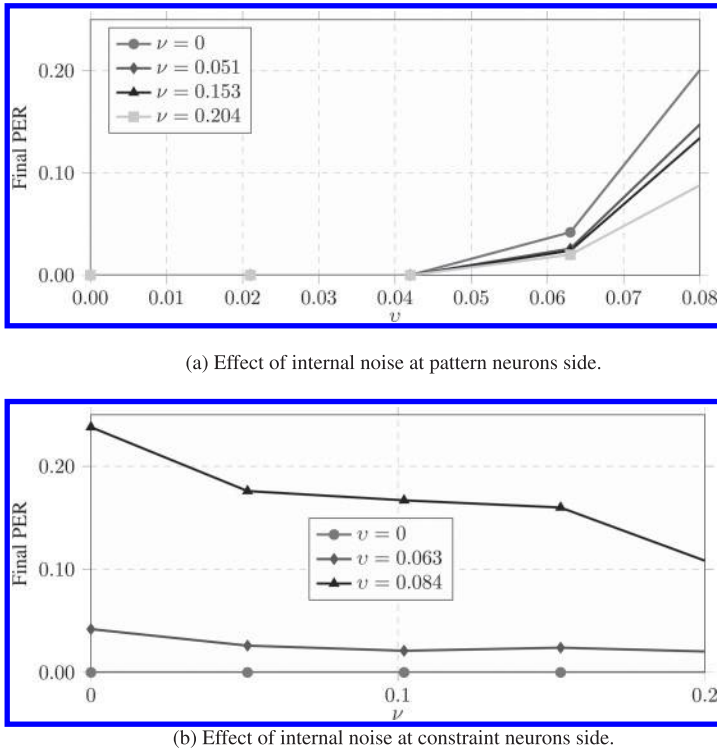 0.20
0.10
0.00
Final PER
ν = 0
ν = 0.051
ν = 0.153
ν = 0.204
0.00 0.01 0.02 0.03 0.04 0.05 0.06 0.07 0.08
υ
(a) Effect of internal noise at pattern neurons side.
0.20
0.10
0.00
Final PER
υ = 0
υ = 0.063
υ = 0.084
0 0.1 0.2
ν
(b) Effect of internal noise at constraint neurons side.